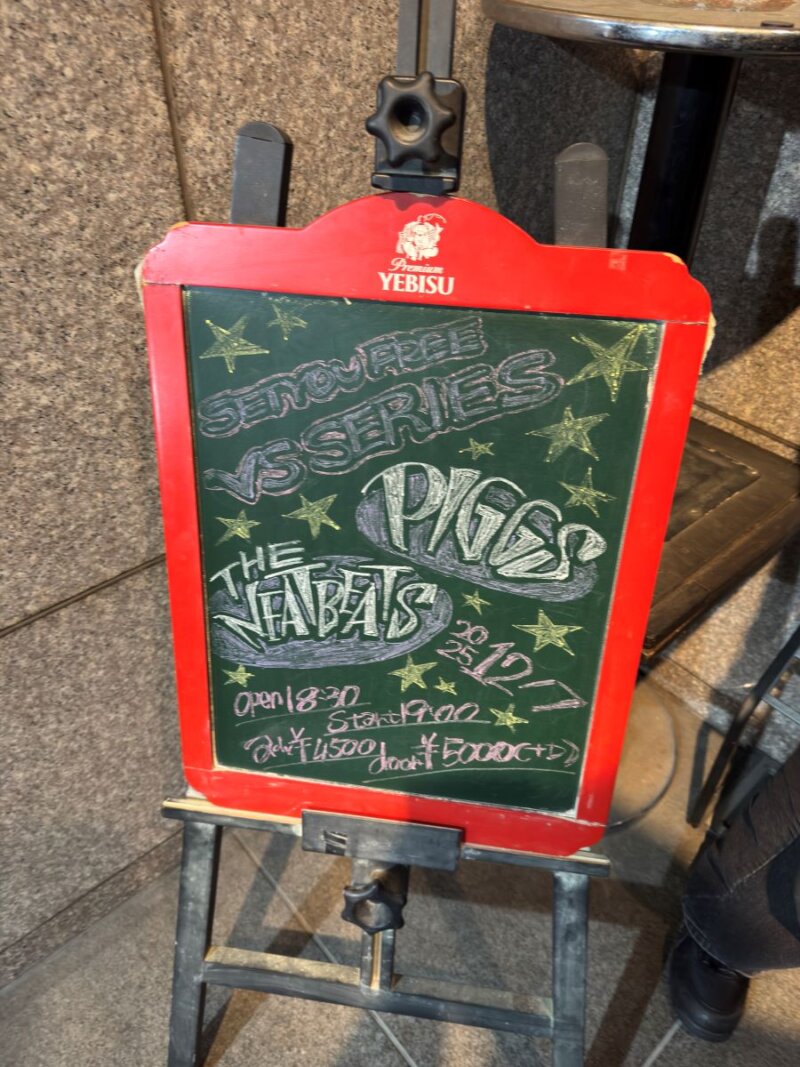 Premium
YEBISU
SET YOU FREE
VS SERIES
PIGGS
THE
NEATBEATS
2025 12 7
open 18:30
Start 19:00
adv ¥4500 door ¥5000(+D)